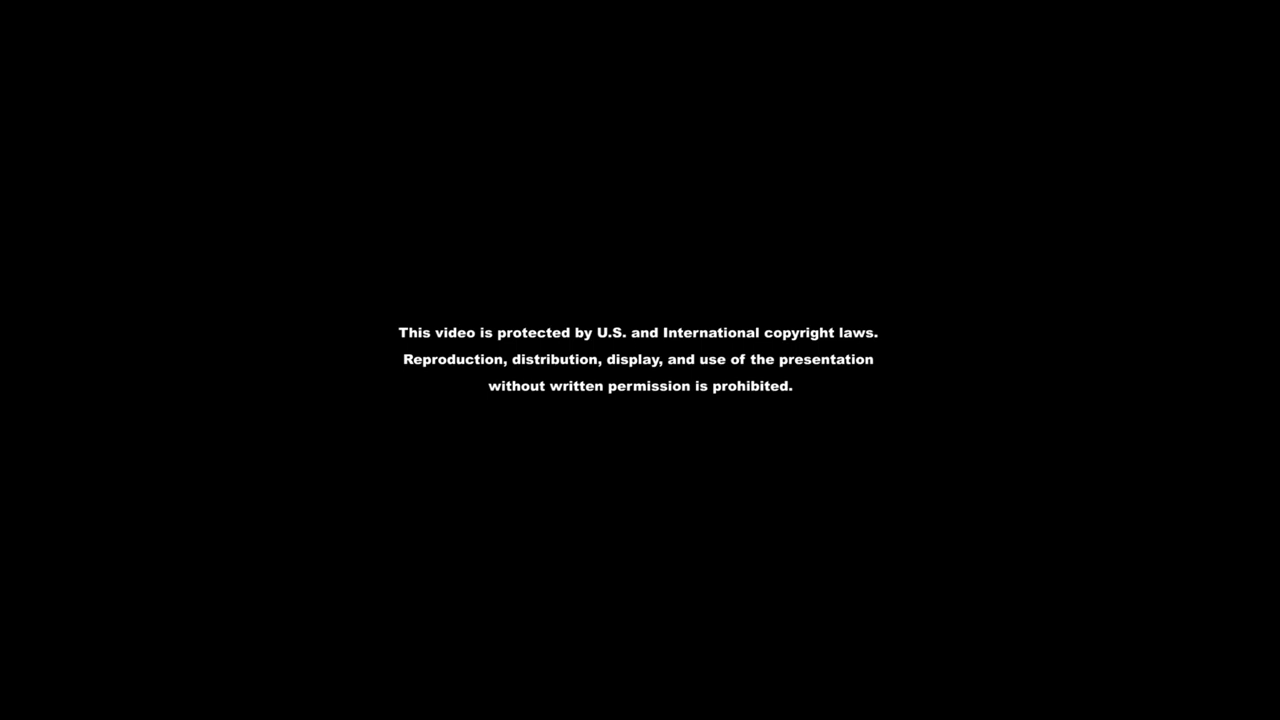 This video is protected by U.S. and International copyright laws.
Reproduction, distribution, display, and use of the presentation
without written permission is prohibited.